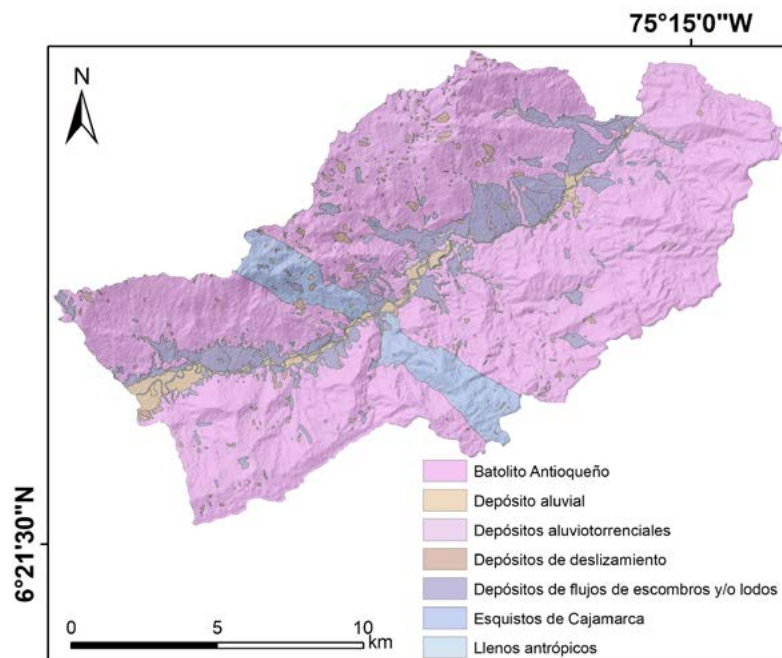 75°15'0"W
N
6°21'30"N
Batolito Antioqueño
Depósito aluvial
Depósitos aluviotorrenciales
Depósitos de deslizamiento
Depósitos de flujos de escombros y/o lodos
Esquistos de Cajamarca
Llenos antrópicos
0 5 10
km